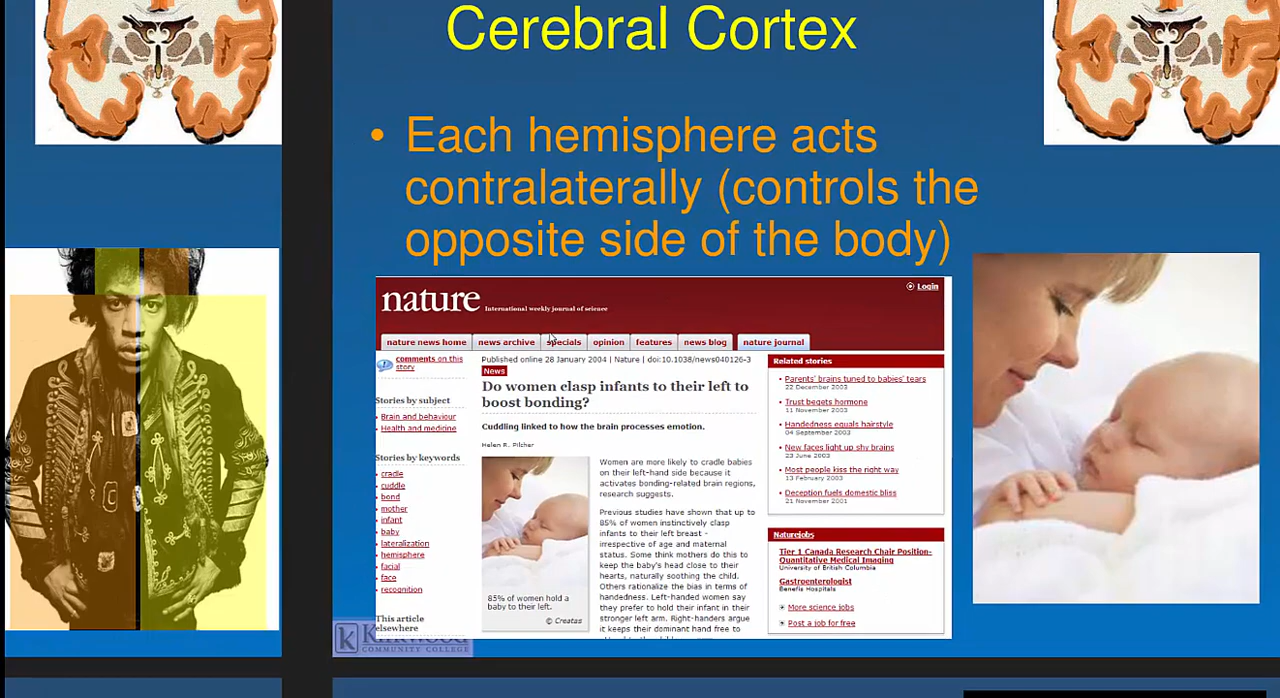 Cerebral Cortex
• Each hemisphere acts
contralaterally (controls the
opposite side of the body)
nature International weekly journal of science
Login
nature news home
news archive
specials
opinion
features
news blog
nature journal
comments on this
story
Stories by subject
Brain and behaviour
Health and medicine
Stories by keywords
cradle
cuddle
bond
mother
infant
baby
lateralization
hemisphere
facial
face
recognition
This article
elsewhere
Published online 28 January 2004 | Nature | doi:10.1038/news040126-3
News
Do women clasp infants to their left to
boost bonding?
Cuddling linked to how the brain processes emotion.
Helen R. Pilcher
85% of women hold a
baby to their left.
© Creatas
Women are more likely to cradle babies
on their left-hand side because it
activates bonding-related brain regions,
research suggests.
Previous studies have shown that up to
85% of women instinctively clasp
infants to their left breast -
irrespective of age and maternal
status. Some think mothers do this to
keep the baby's head close to their
hearts, naturally soothing the child.
Others rationalize the bias in terms of
handedness. Left-handed women say
they prefer to hold their infant in their
stronger left arm. Right-handers argue
it keeps their dominant hand free to
Related stories
Parents' brains tuned to babies' tears
22 December 2003
Trust begets hormone
11 November 2003
Handedness equals hairstyle
04 September 2003
New faces light up shy brains
23 June 2003
Most people kiss the right way
13 February 2003
Deception fuels domestic bliss
21 November 2001
Naturejobs
Tier 1 Canada Research Chair Position-
Quantitative Medical Imaging
University of British Columbia
Gastroenterologist
Benefis Hospitals
More science jobs
Post a job for free
K Kirkwood
COMMUNITY COLLEGE